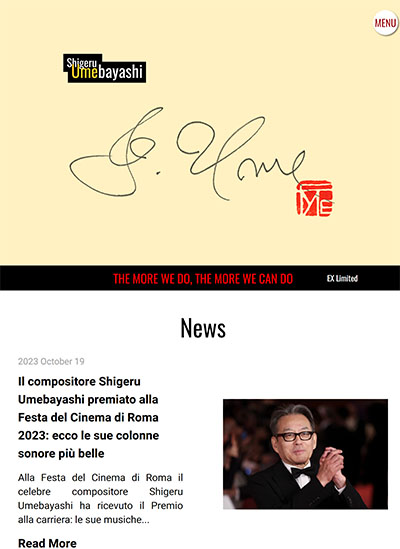 MENU
Shigeru
Umebayashi
S. Ume
UME
THE MORE WE DO, THE MORE WE CAN DO
EX Limited
News
2023 October 19
Il compositore Shigeru
Umebayashi premiato alla
Festa del Cinema di Roma
2023: ecco le sue colonne
sonore più belle
Alla Festa del Cinema di Roma il
celebre compositore Shigeru
Umebayashi ha ricevuto il Premio
alla carriera: le sue musiche...
Read More